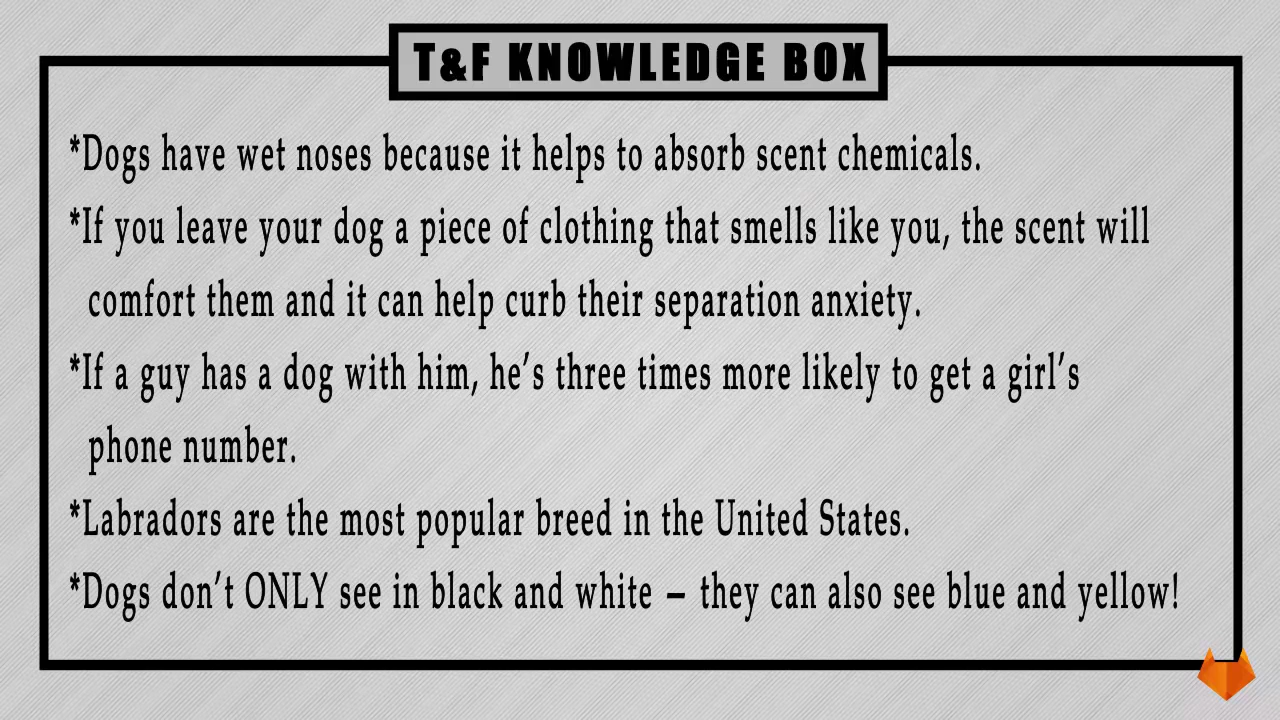 T&F KNOWLEDGE BOX
*Dogs have wet noses because it helps to absorb scent chemicals.
*If you leave your dog a piece of clothing that smells like you, the scent will
comfort them and it can help curb their separation anxiety.
*If a guy has a dog with him, he’s three times more likely to get a girl’s
phone number.
*Labradors are the most popular breed in the United States.
*Dogs don’t ONLY see in black and white – they can also see blue and yellow!